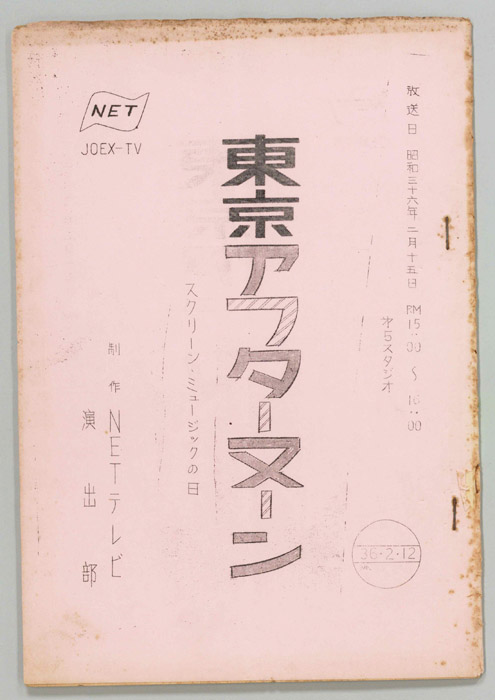 放送日 昭和三十六年二月十五日 PM15:00〜16:00
オ5スタジオ
東京アフターヌーン
スクリーン・ミュージックの日
制作 NETテレビ
演出部
NET
JOEX-TV
36・2・12